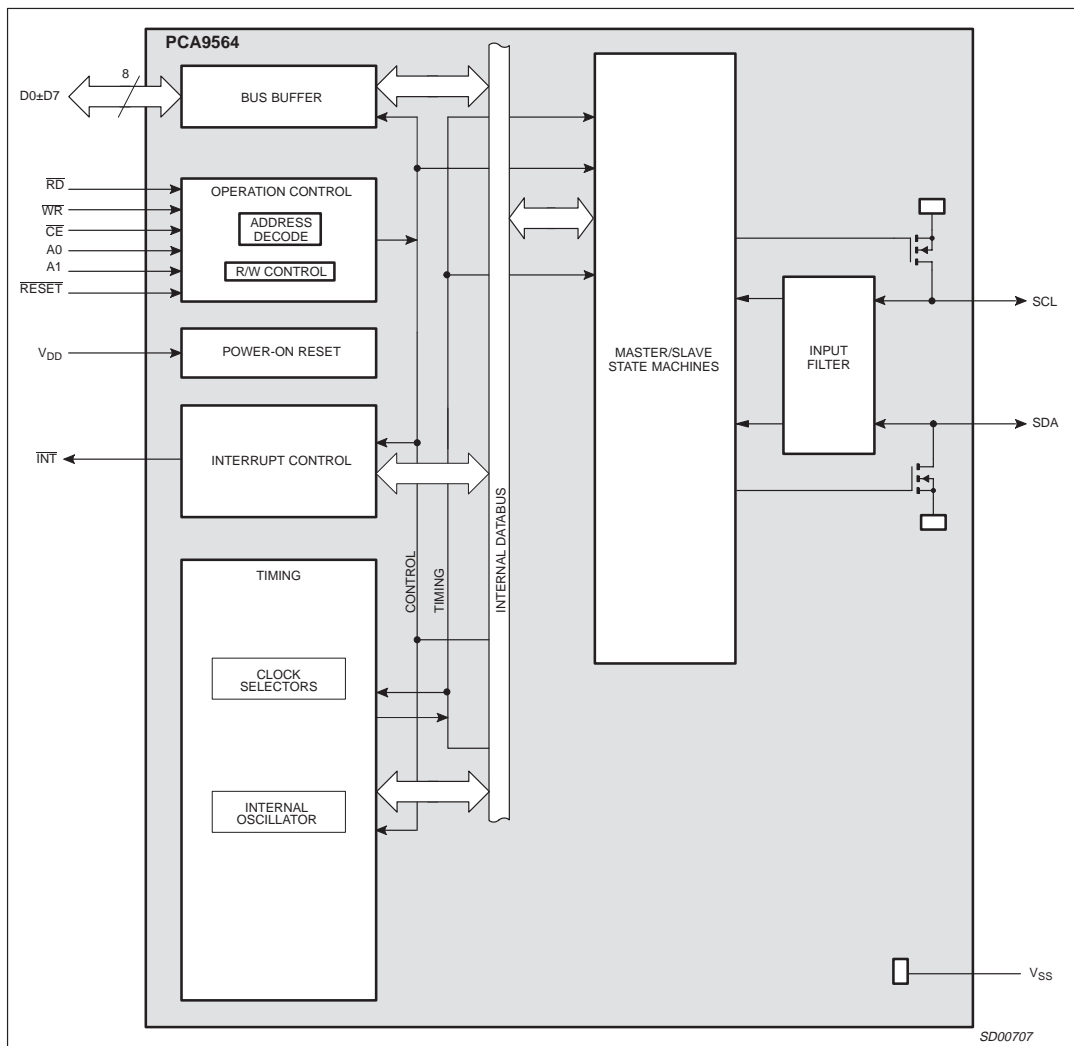 PCA9564
8
D0±D7
BUS BUFFER
RD
WR
CE
A0
A1
RESET
OPERATION CONTROL
ADDRESS
DECODE
R/W CONTROL
VDD
POWER-ON RESET
INT
INTERRUPT CONTROL
TIMING
CLOCK
SELECTORS
INTERNAL
OSCILLATOR
CONTROL
TIMING
INTERNAL DATABUS
MASTER/SLAVE
STATE MACHINES
INPUT
FILTER
SCL
SDA
VSS
SD00707